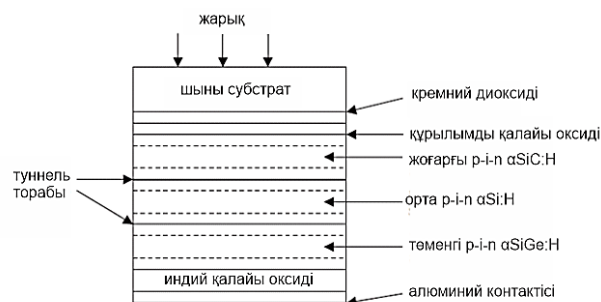 жарық
шыны субстрат
кремний диоксиді
құрылымды қалайы оксиді
жоғарғы p-i-n αSiC:H
туннель
торабы
орта p-i-n αSi:H
төменгі p-i-n αSiGe:H
индий қалайы оксиді
алюминий контактісі